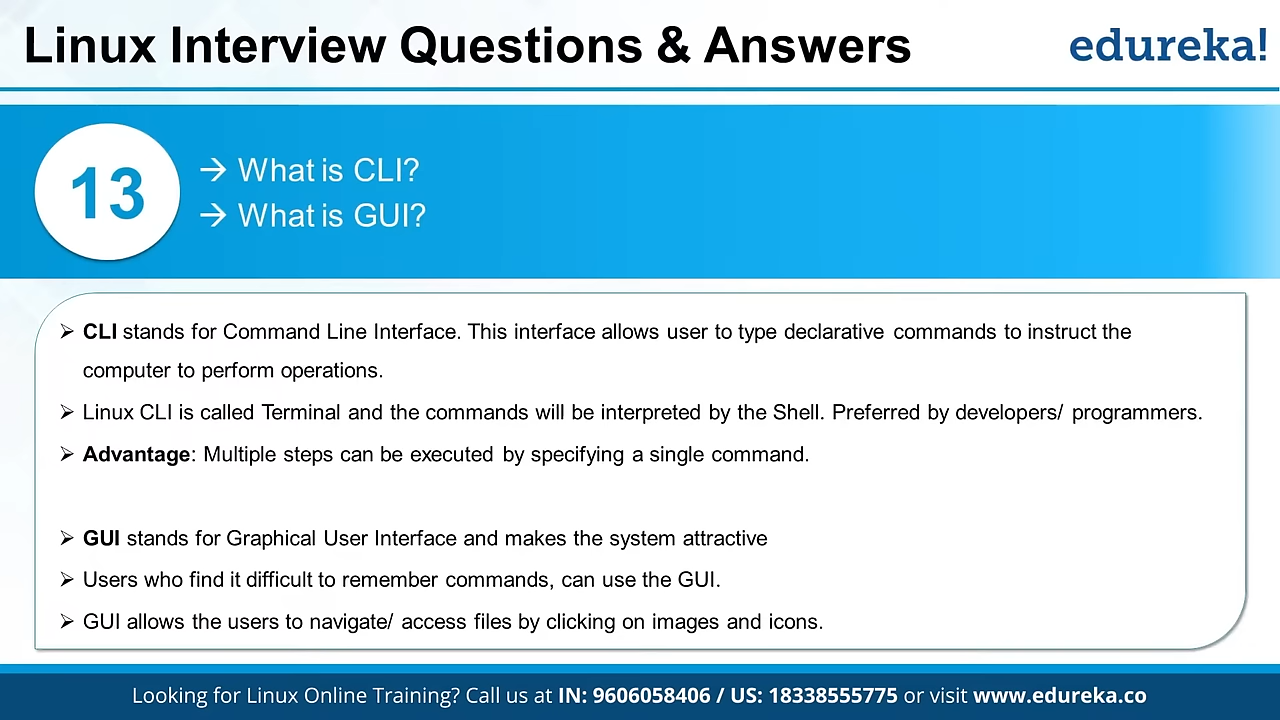 Linux Interview Questions & Answers
edureka!
13
→ What is CLI?
→ What is GUI?
➢ CLI stands for Command Line Interface. This interface allows user to type declarative commands to instruct the
computer to perform operations.
➢ Linux CLI is called Terminal and the commands will be interpreted by the Shell. Preferred by developers/ programmers.
➢ Advantage: Multiple steps can be executed by specifying a single command.
➢ GUI stands for Graphical User Interface and makes the system attractive
➢ Users who find it difficult to remember commands, can use the GUI.
➢ GUI allows the users to navigate/ access files by clicking on images and icons.
Looking for Linux Online Training? Call us at IN: 9606058406 / US: 18338555775 or visit www.edureka.co